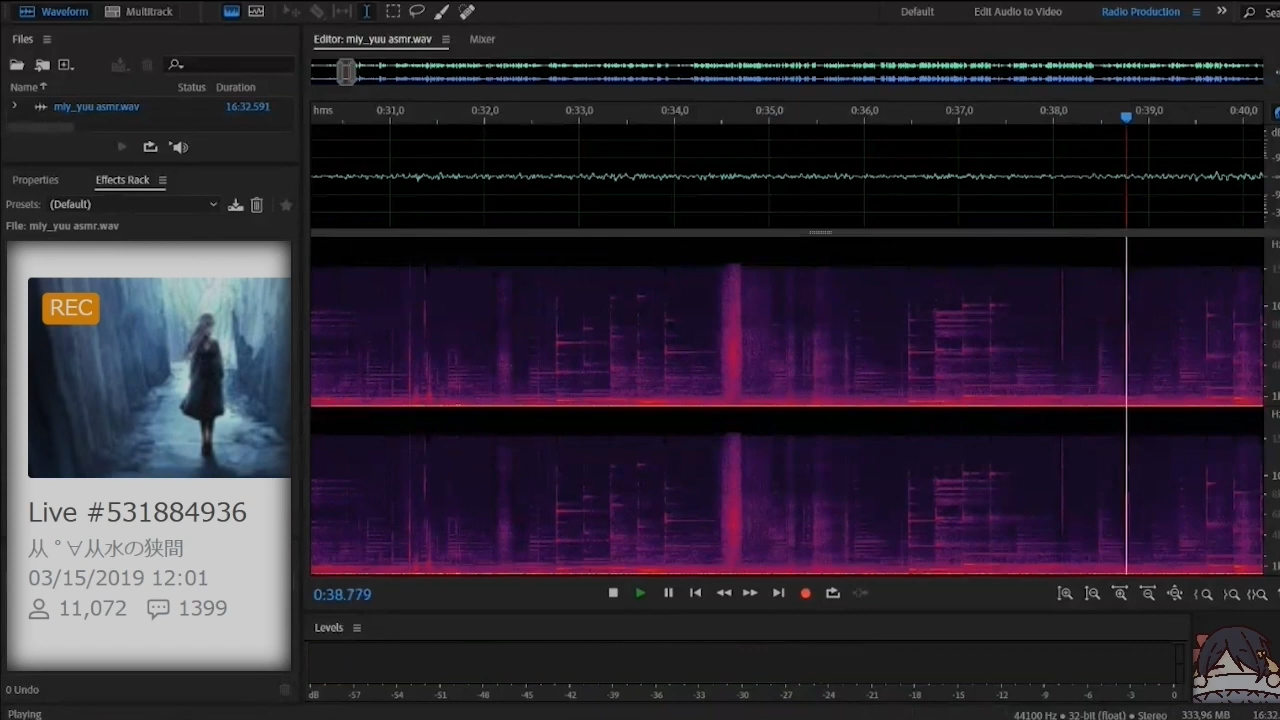 Waveform Multitrack Default Edit Audio to Video Radio Production
Files
Name Status Duration
mly_yuu asmr.wav 16:32.591
Properties Effects Rack
Presets: (Default)
File: mly_yuu asmr.wav
REC
Live #531884936
从 ° ∀从水の狭間
03/15/2019 12:01
11,072 1399
0 Undo
Playing
Editor: mly_yuu asmr.wav Mixer
hms 0:31,0 0:32,0 0:33,0 0:34,0 0:35,0 0:36,0 0:37,0 0:38,0 0:39,0 0:40,0
0:38.779
Levels
dB -57 -54 -51 -48 -45 -42 -39 -36 -33 -30 -27 -24 -21 -18 -15 -12 -9 -6 -3 0
44100 Hz • 32-bit (float) • Stereo 333,96 MB 16:32